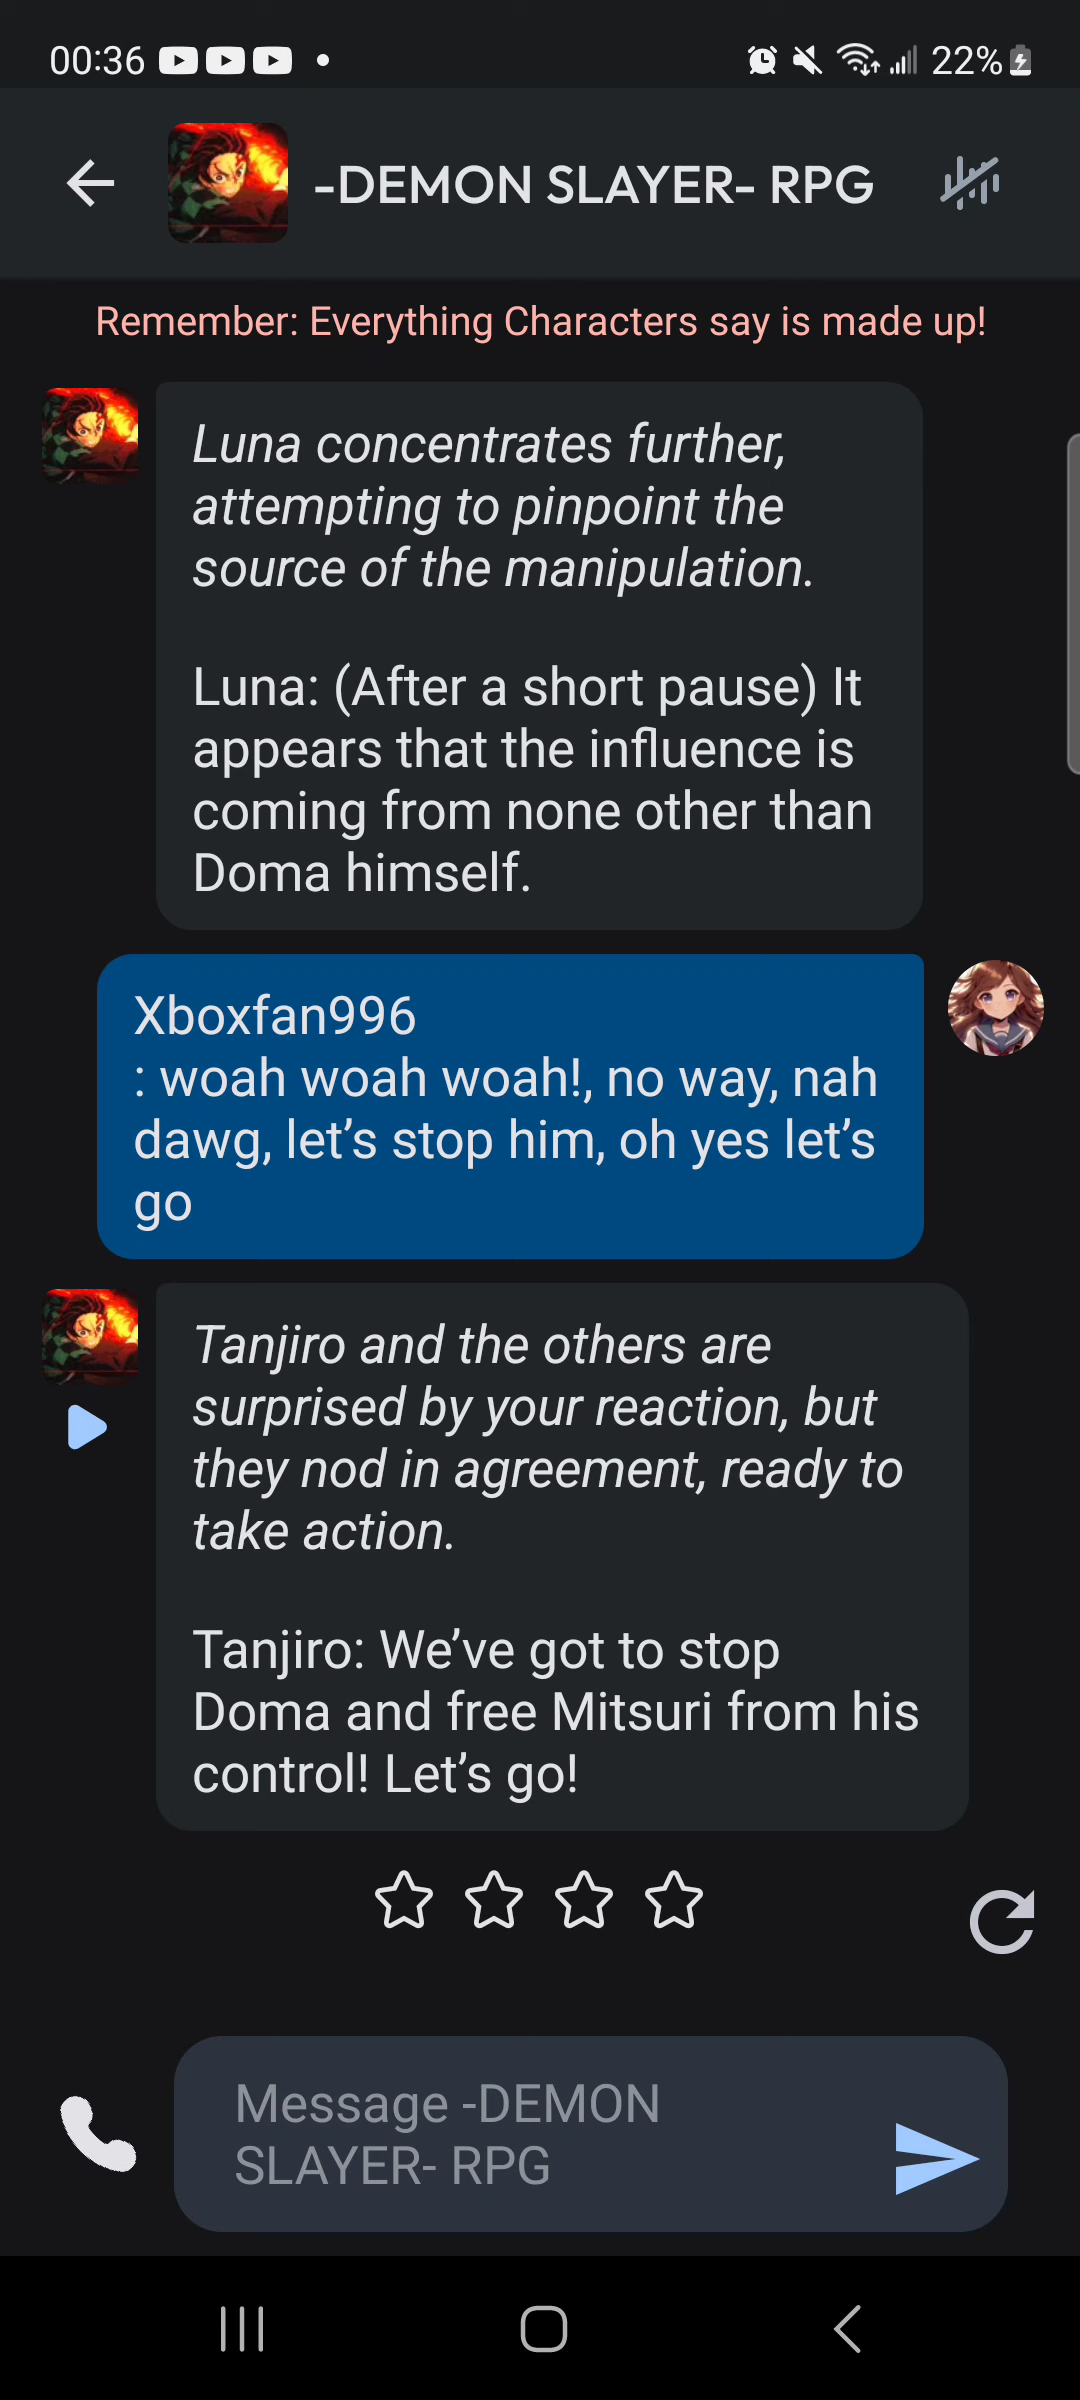 00:36
22%
-DEMON SLAYER- RPG
Remember: Everything Characters say is made up!
Luna concentrates further,
attempting to pinpoint the
source of the manipulation.
Luna: (After a short pause) It
appears that the influence is
coming from none other than
Doma himself.
Xboxfan996
: woah woah woah!, no way, nah
dawg, let’s stop him, oh yes let’s
go
Tanjiro and the others are
surprised by your reaction, but
they nod in agreement, ready to
take action.
Tanjiro: We’ve got to stop
Doma and free Mitsuri from his
control! Let’s go!
Message -DEMON
SLAYER- RPG